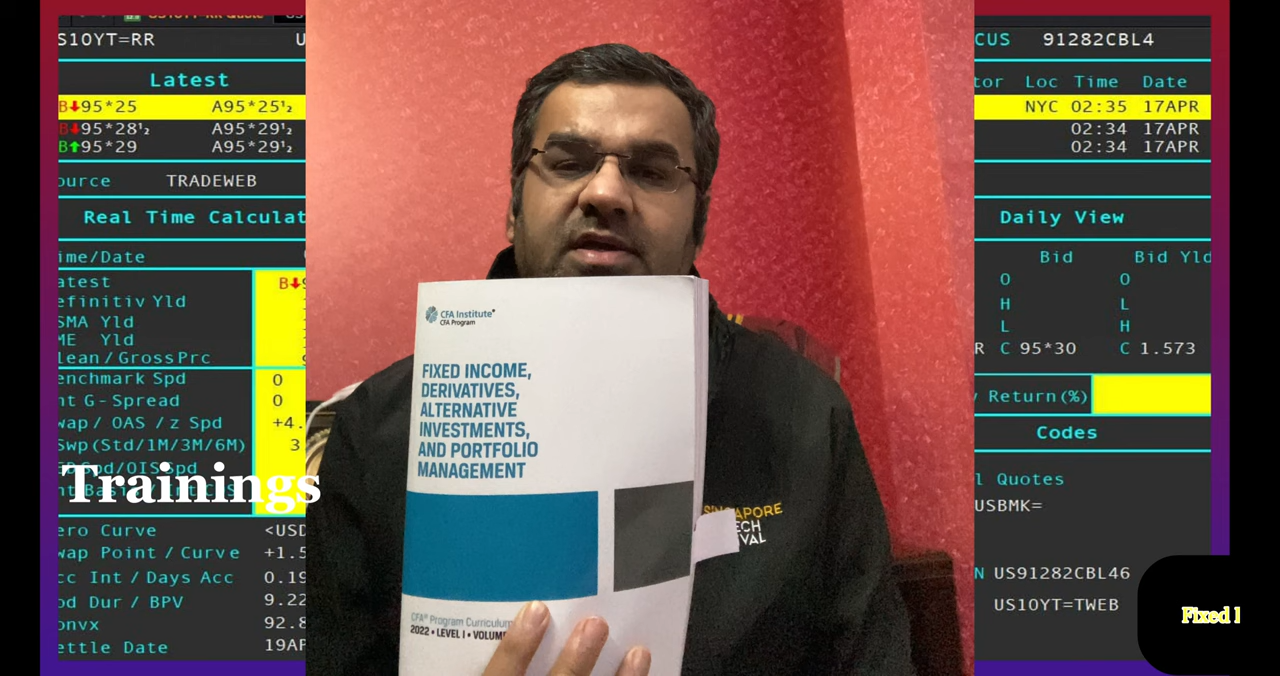 S10YT=RR
Latest
B↓95*25 A95*25½
B↓95*28½ A95*29½
B↑95*29 A95*29½
ource TRADEWEB
Real Time Calculat
ime/Date
atest B↓9
efinitiv Yld
SMA Yld
ME Yld
lean/GrossPrc
enchmark Spd 0
nt G-Spread 0
wap/ OAS /z Spd +4.
Swp(Std/1M/3M/6M) 3
Trainings
ero Curve <USD
wap Point/Curve +1.5
cc Int/Days Acc 0.19
od Dur/BPV 9.22
onvx 92.8
ettle Date 19AP
CFA Institute
CFA Program
FIXED INCOME,
DERIVATIVES,
ALTERNATIVE
INVESTMENTS,
AND PORTFOLIO
MANAGEMENT
CFA® Program Curriculum
2022 • LEVEL I • VOLUM
SINGAPORE
ECH
VAL
CUS 91282CBL4
tor Loc Time Date
NYC 02:35 17APR
02:34 17APR
02:34 17APR
Daily View
Bid Bid Yld
O O
H L
L H
R C 95*30 C 1.573
Return(%)
Codes
l Quotes
USBMK=
N US91282CBL46
US10YT=TWEB
Fixed I